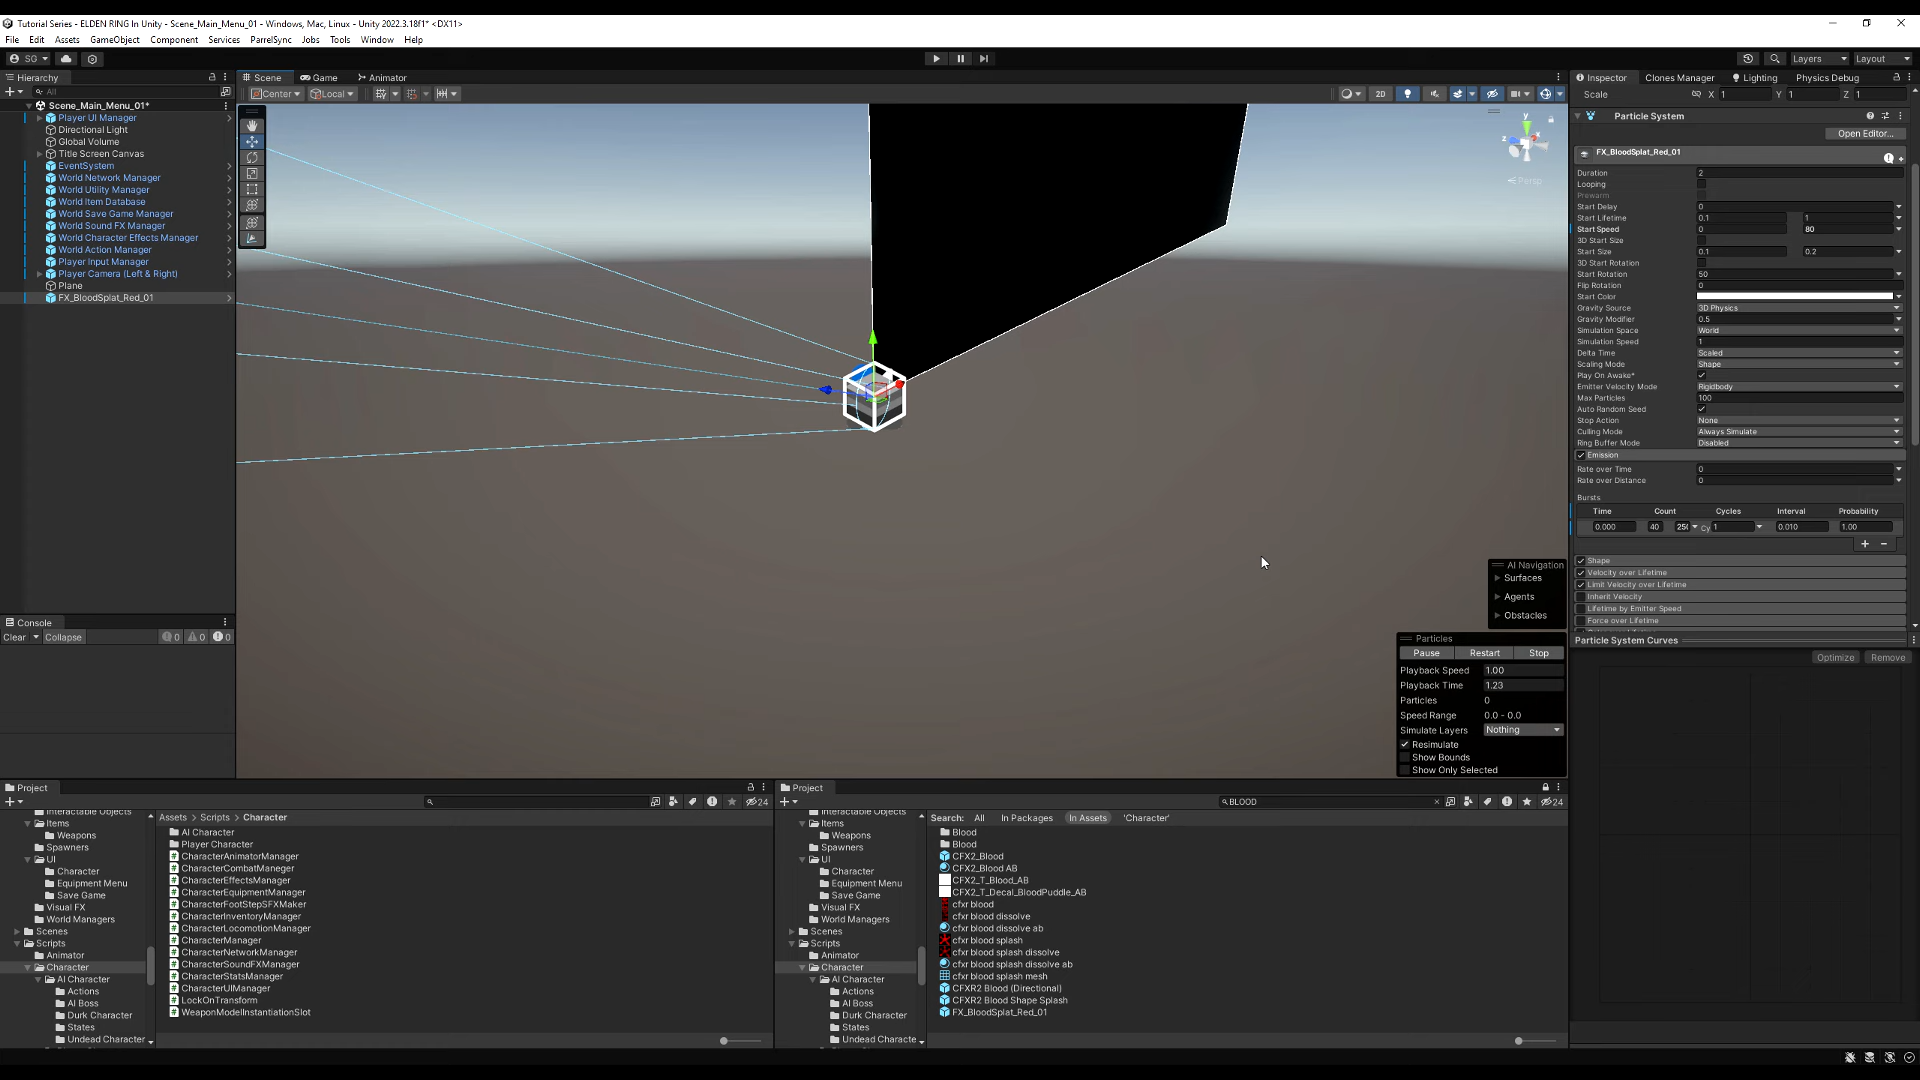 Tutorial Series - ELDEN RING In Unity - Scene_Main_Menu_01 - Windows, Mac, Linux - Unity 2022.3.18f1* <DX11>
File Edit Assets GameObject Component Services ParrelSync Jobs Tools Window Help
SG Layers Layout
Hierarchy
All
Scene_Main_Menu_01*
Player UI Manager
Directional Light
Global Volume
Title Screen Canvas
EventSystem
World Network Manager
World Utility Manager
World Item Database
World Save Game Manager
World Sound FX Manager
World Character Effects Manager
World Action Manager
Player Input Manager
Player Camera (Left & Right)
Plane
FX_BloodSplat_Red_01
Console
Clear Collapse 0 0 0
Scene Game Animator
Center Local 2D
y
z x
Persp
AI Navigation
Surfaces
Agents
Obstacles
Particles
Pause Restart Stop
Playback Speed 1.00
Playback Time 1.23
Particles 0
Speed Range 0.0 - 0.0
Simulate Layers Nothing
Resimulate
Show Bounds
Show Only Selected
Inspector Clones Manager Lighting Physics Debug
Scale X 1 Y 1 Z 1
Particle System
Open Editor...
FX_BloodSplat_Red_01
Duration 2
Looping
Prewarm
Start Delay 0
Start Lifetime 0.1 1
Start Speed 0 80
3D Start Size
Start Size 0.1 0.2
3D Start Rotation
Start Rotation 50
Flip Rotation 0
Start Color
Gravity Source 3D Physics
Gravity Modifier 0.5
Simulation Space World
Simulation Speed 1
Delta Time Scaled
Scaling Mode Shape
Play On Awake*
Emitter Velocity Mode Rigidbody
Max Particles 100
Auto Random Seed
Stop Action None
Culling Mode Always Simulate
Ring Buffer Mode Disabled
Emission
Rate over Time 0
Rate over Distance 0
Bursts
Time Count Cycles Interval Probability
0.000 40 250 Cy 1 0.010 1.00
Shape
Velocity over Lifetime
Limit Velocity over Lifetime
Inherit Velocity
Lifetime by Emitter Speed
Force over Lifetime
Particle System Curves
Optimize Remove
Project
24
Interactable Objects
Items
Weapons
Spawners
UI
Character
Equipment Menu
Save Game
Visual FX
World Managers
Scenes
Scripts
Animator
Character
AI Character
Actions
AI Boss
Durk Character
States
Undead Character
Assets > Scripts > Character
AI Character
Player Character
CharacterAnimatorManager
CharacterCombatManeger
CharacterEffectsManager
CharacterEquipmentManager
CharacterFootStepSFXMaker
CharacterInventoryManager
CharacterLocomotionManager
CharacterManager
CharacterNetworkManager
CharacterSoundFXManager
CharacterStatsManager
CharacterUIManager
LockOnTransform
WeaponModelInstantiationSlot
Project
BLOOD 24
Interactable Objects
Items
Weapons
Spawners
UI
Character
Equipment Menu
Save Game
Visual FX
World Managers
Scenes
Scripts
Animator
Character
AI Character
Actions
AI Boss
Durk Character
States
Undead Characte
Search: All In Packages In Assets 'Character'
Blood
Blood
CFX2_Blood
CFX2_Blood AB
CFX2_T_Blood_AB
CFX2_T_Decal_BloodPuddle_AB
cfxr blood
cfxr blood dissolve
cfxr blood dissolve ab
cfxr blood splash
cfxr blood splash dissolve
cfxr blood splash dissolve ab
cfxr blood splash mesh
CFXR2 Blood (Directional)
CFXR2 Blood Shape Splash
FX_BloodSplat_Red_01